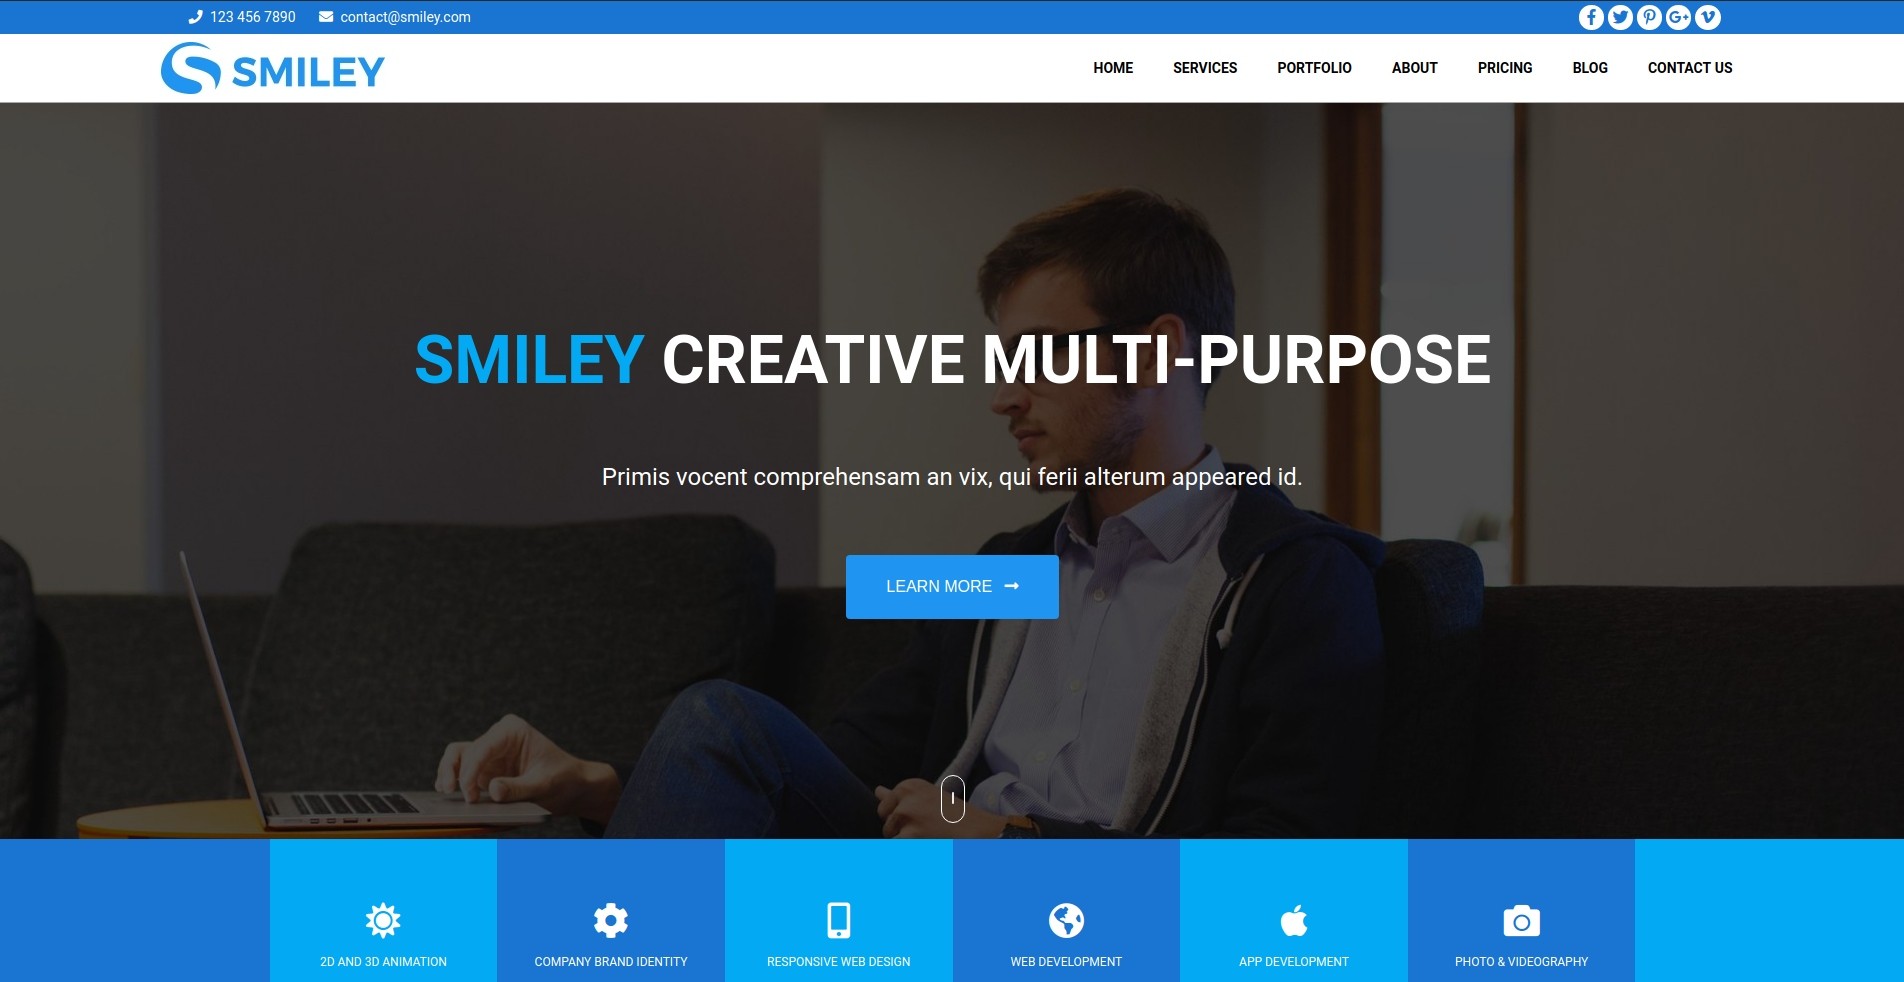 123 456 7890 contact@smiley.com
SMILEY
HOME SERVICES PORTFOLIO ABOUT PRICING BLOG CONTACT US
SMILEY CREATIVE MULTI-PURPOSE
Primis vocent comprehensam an vix, qui ferii alterum appeared id.
LEARN MORE
2D AND 3D ANIMATION COMPANY BRAND IDENTITY RESPONSIVE WEB DESIGN WEB DEVELOPMENT APP DEVELOPMENT PHOTO & VIDEOGRAPHY